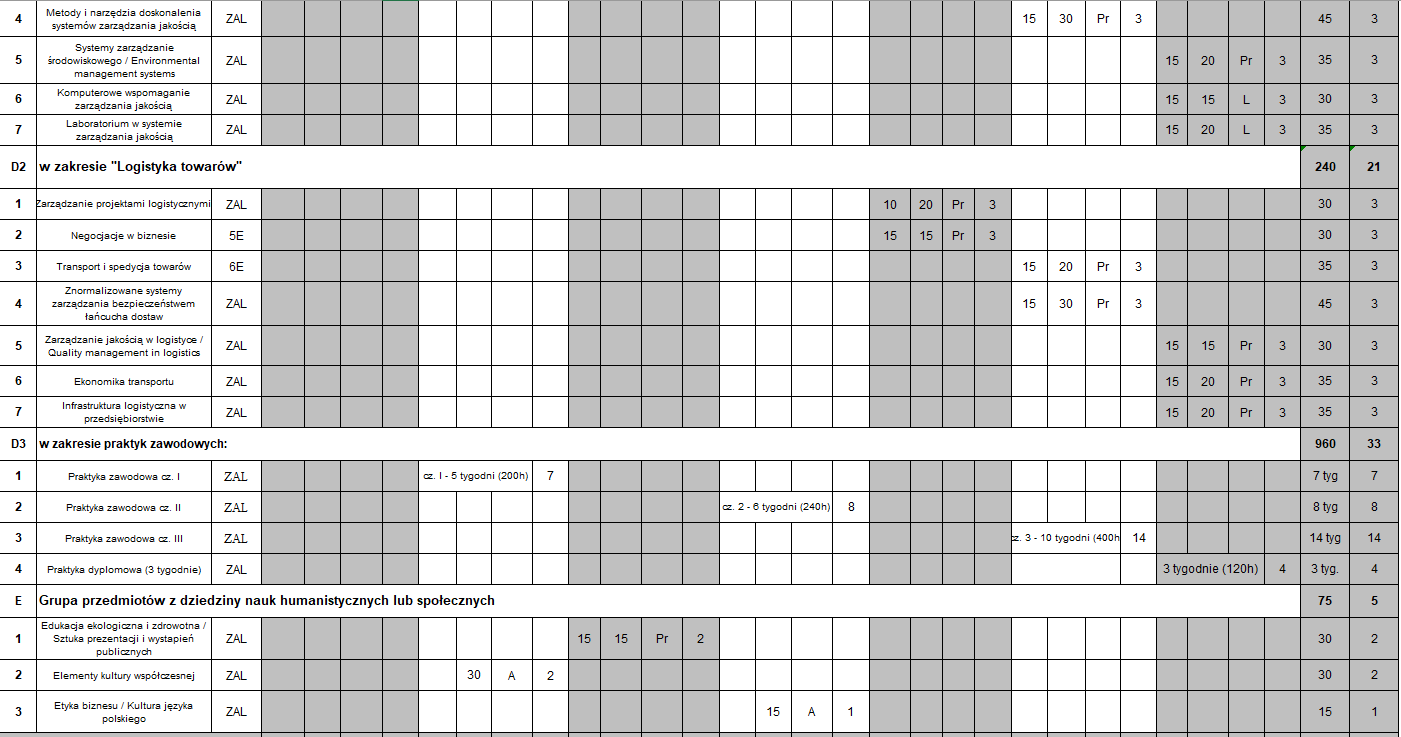 4 Metody i narzędzia doskonalenia systemów zarządzania jakością ZAL 15 30 Pr 3 45 3
5 Systemy zarządzanie środowiskowego / Environmental management systems ZAL 15 20 Pr 3 35 3
6 Komputerowe wspomaganie zarządzania jakością ZAL 15 15 L 3 30 3
7 Laboratorium w systemie zarządzania jakością ZAL 15 20 L 3 35 3
D2 w zakresie "Logistyka towarów" 240 21
1 Zarządzanie projektami logistycznymi ZAL 10 20 Pr 3 30 3
2 Negocjacje w biznesie 5E 15 15 Pr 3 30 3
3 Transport i spedycja towarów 6E 15 20 Pr 3 35 3
4 Znormalizowane systemy zarządzania bezpieczeństwem łańcucha dostaw ZAL 15 30 Pr 3 45 3
5 Zarządzanie jakością w logistyce / Quality management in logistics ZAL 15 15 Pr 3 30 3
6 Ekonomika transportu ZAL 15 20 Pr 3 35 3
7 Infrastruktura logistyczna w przedsiębiorstwie ZAL 15 20 Pr 3 35 3
D3 w zakresie praktyk zawodowych: 960 33
1 Praktyka zawodowa cz. I ZAL cz. I - 5 tygodni (200h) 7 7 tyg 7
2 Praktyka zawodowa cz. II ZAL cz. 2 - 6 tygodni (240h) 8 8 tyg 8
3 Praktyka zawodowa cz. III ZAL cz. 3 - 10 tygodni (400h 14 14 tyg 14
4 Praktyka dyplomowa (3 tygodnie) ZAL 3 tygodnie (120h) 4 3 tyg. 4
E Grupa przedmiotów z dziedziny nauk humanistycznych lub społecznych 75 5
1 Edukacja ekologiczna i zdrowotna / Sztuka prezentacji i wystąpień publicznych ZAL 15 15 Pr 2 30 2
2 Elementy kultury współczesnej ZAL 30 A 2 30 2
3 Etyka biznesu / Kultura języka polskiego ZAL 15 A 1 15 1